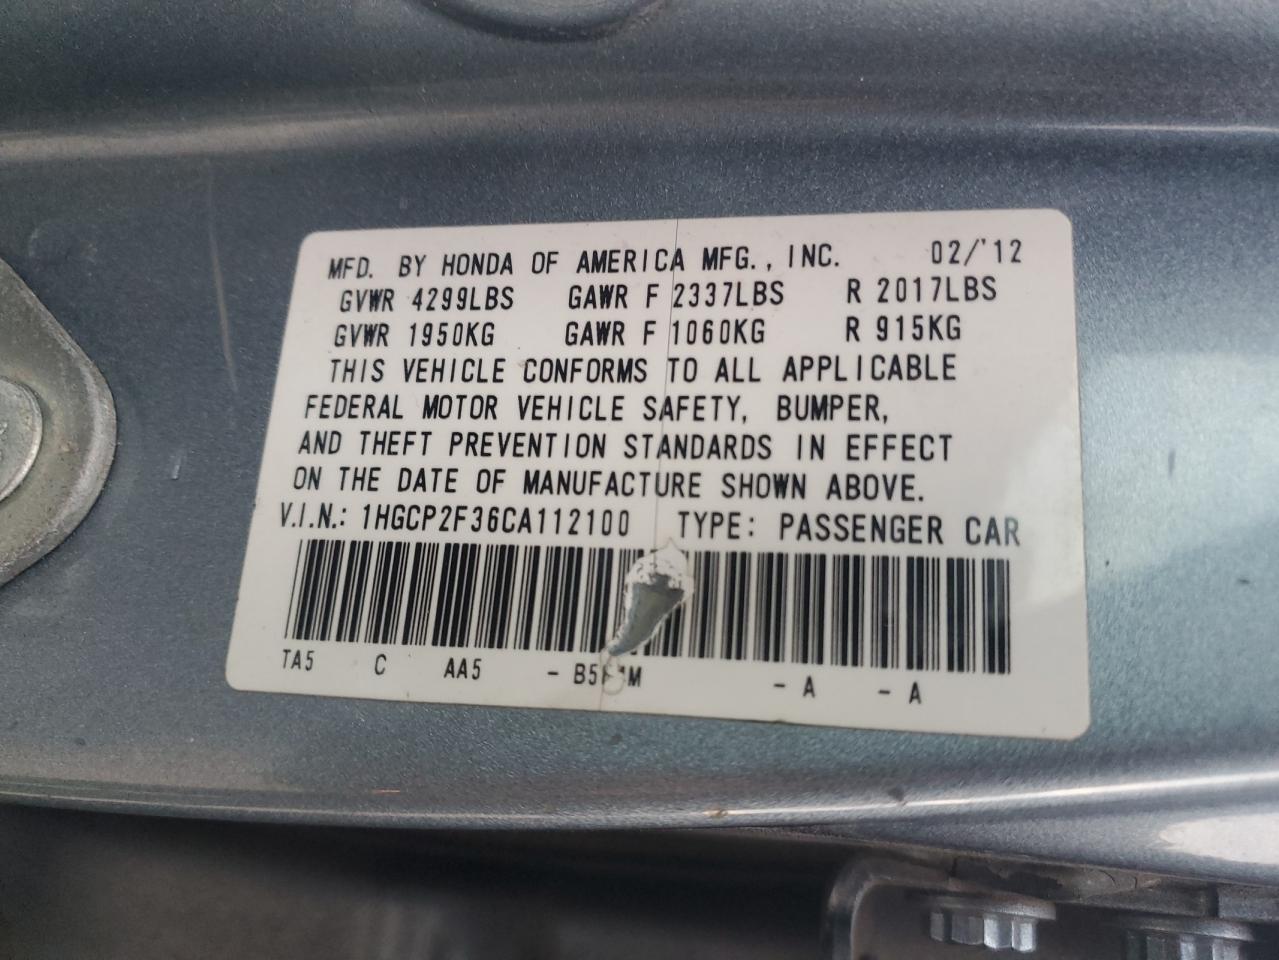 MFD. BY HONDA OF AMERICA MFG., INC. 02/'12
GVWR 4299LBS GAWR F 2337LBS R 2017LBS
GVWR 1950KG GAWR F 1060KG R 915KG
THIS VEHICLE CONFORMS TO ALL APPLICABLE
FEDERAL MOTOR VEHICLE SAFETY, BUMPER,
AND THEFT PREVENTION STANDARDS IN EFFECT
ON THE DATE OF MANUFACTURE SHOWN ABOVE.
V.I.N.: 1HGCP2F36CA112100 TYPE: PASSENGER CAR
TA5 C AA5 - - A - A